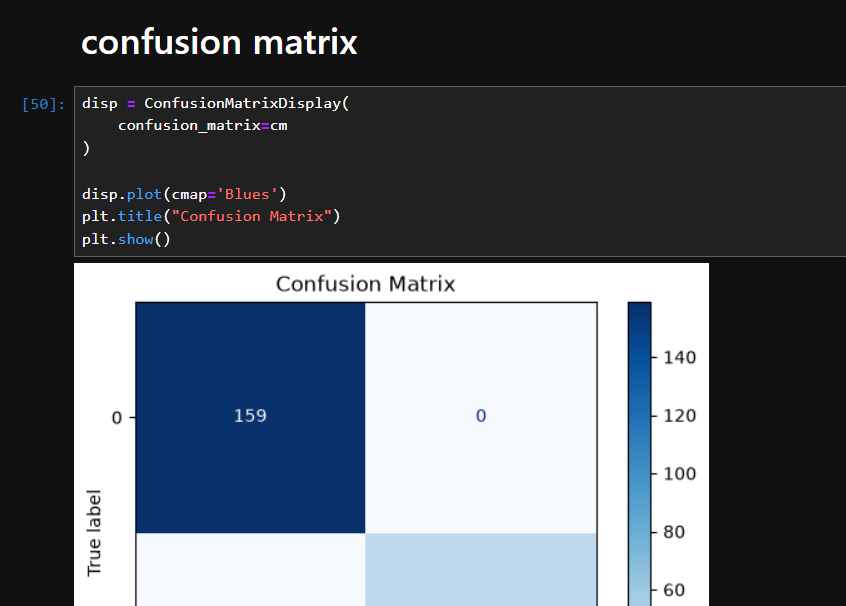 confusion matrix
[50]:
disp = ConfusionMatrixDisplay(
    confusion_matrix=cm
)
disp.plot(cmap='Blues')
plt.title("Confusion Matrix")
plt.show()
Confusion Matrix
159
0
0
True label
140
120
100
80
60